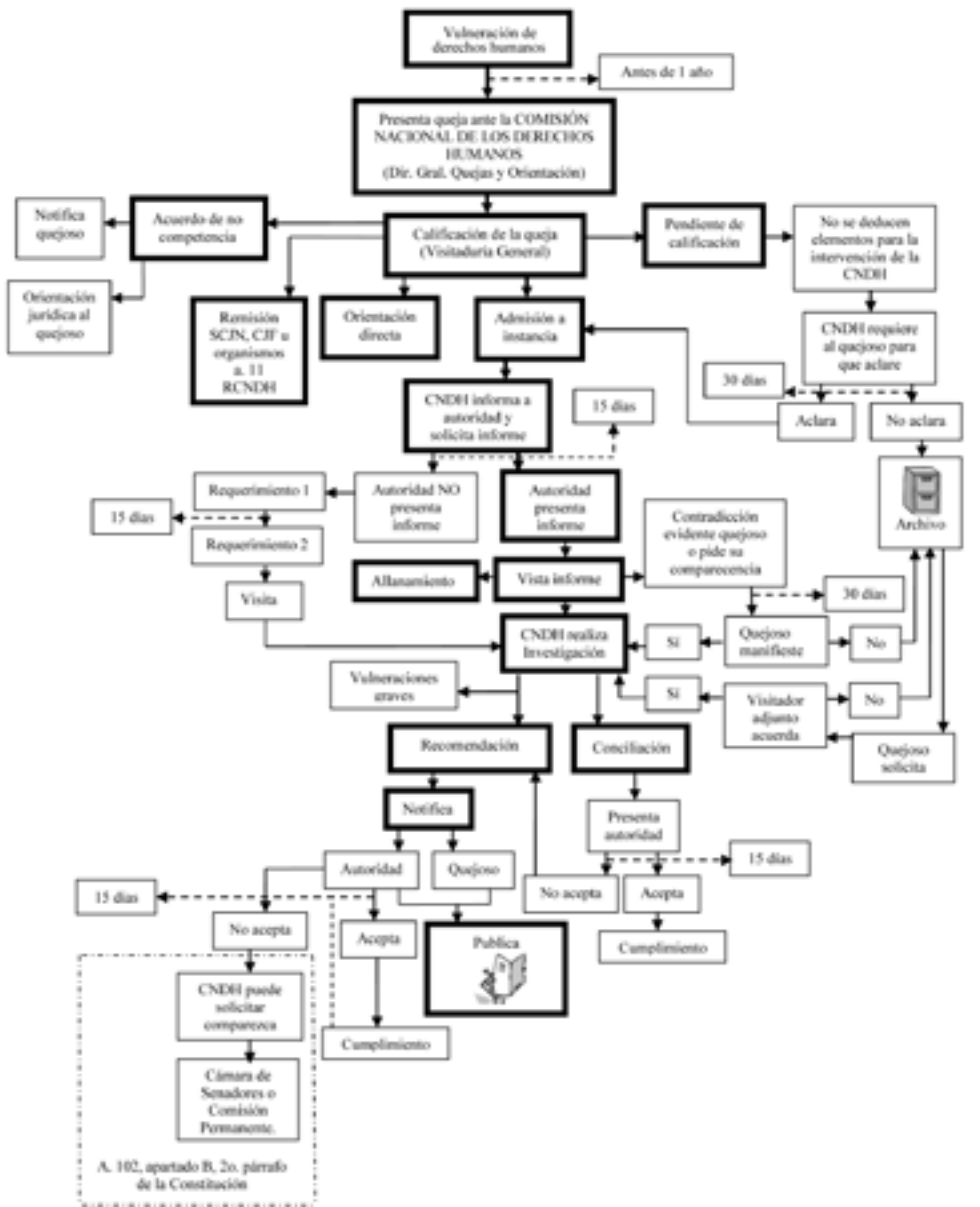 Vulneración de
derechos humanos
Antes de 1 año
Presenta queja ante la COMISIÓN
NACIONAL DE LOS DERECHOS
HUMANOS
(Dir. Gral. Quejas y Orientación)
Notifica
quejoso
Acuerdo de no
competencia
Calificación de la queja
(Visitaduría General)
Pendiente de
calificación
No se deducen
elementos para la
intervención de la
CNDH
Orientación
jurídica al
quejoso
Remisión
SCJN, CJF u
organismos
a. 11
RCNDH
Orientación
directa
Admisión a
instancia
CNDH requiere
al quejoso para
que aclare
30 días
Aclara
No aclara
CNDH informa a
autoridad y
solicita informe
15 días
Archivo
Requerimiento 1
Autoridad NO
presenta
informe
Autoridad
presenta
informe
15 días
Requerimiento 2
Contradicción
evidente quejoso
o pide su
comparecencia
Allanamiento
Vista informe
30 días
Visita
CNDH realiza
Investigación
Sí
Quejoso
manifieste
No
Vulneraciones
graves
Sí
Visitador
adjunto
acuerda
No
Recomendación
Conciliación
Quejoso
solicita
Notifica
Presenta
autoridad
Autoridad
Quejoso
15 días
15 días
No acepta
Acepta
No acepta
Acepta
Publica
Cumplimiento
CNDH puede
solicitar
comparezca
Cumplimiento
Cámara de
Senadores o
Comisión
Permanente.
A. 102, apartado B, 2o. párrafo
de la Constitución